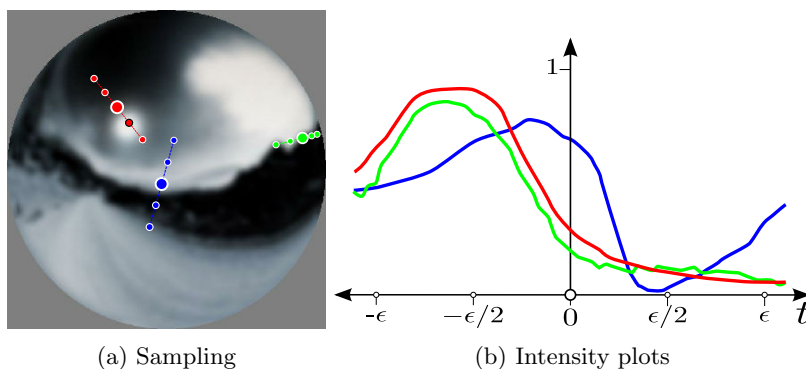 1
-ϵ
−ϵ/2
0
ϵ/2
ϵ
t
(a) Sampling
(b) Intensity plots